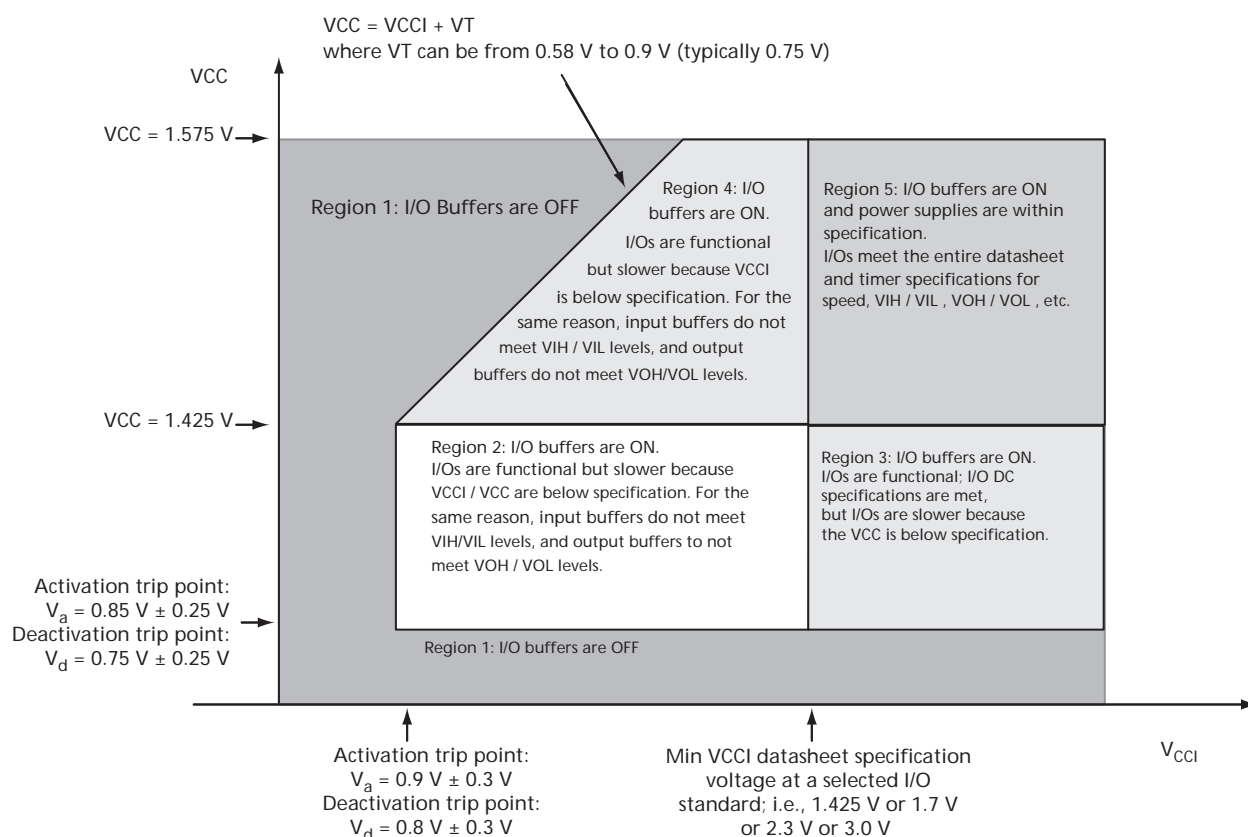 VCC = VCCI + VT
where VT can be from 0.58 V to 0.9 V (typically 0.75 V)
VCC
VCC = 1.575 V
Region 1: I/O Buffers are OFF
Region 4: I/O
buffers are ON.
I/Os are functional
but slower because VCCI
is below specification. For the
same reason, input buffers do not
meet VIH / VIL levels, and output
buffers do not meet VOH/VOL levels.
Region 5: I/O buffers are ON
and power supplies are within
specification.
I/Os meet the entire datasheet
and timer specifications for
speed, VIH / VIL , VOH / VOL , etc.
VCC = 1.425 V
Region 2: I/O buffers are ON.
I/Os are functional but slower because
VCCI / VCC are below specification. For the
same reason, input buffers do not meet
VIH/VIL levels, and output buffers to not
meet VOH / VOL levels.
Region 3: I/O buffers are ON.
I/Os are functional; I/O DC
specifications are met,
but I/Os are slower because
the VCC is below specification.
Activation trip point:
Va = 0.85 V ± 0.25 V
Deactivation trip point:
Vd = 0.75 V ± 0.25 V
Region 1: I/O buffers are OFF
Activation trip point:
Va = 0.9 V ± 0.3 V
Deactivation trip point:
Vd = 0.8 V ± 0.3 V
Min VCCI datasheet specification
voltage at a selected I/O
standard; i.e., 1.425 V or 1.7 V
or 2.3 V or 3.0 V
VCCI